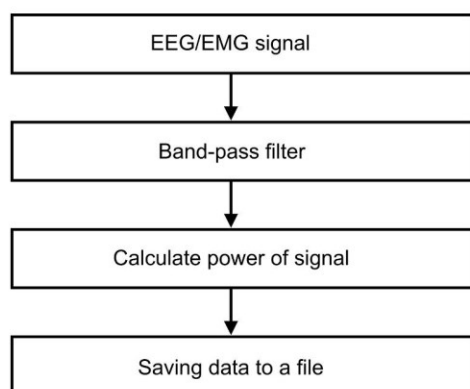 EEG/EMG signal
Band-pass filter
Calculate power of signal
Saving data to a file